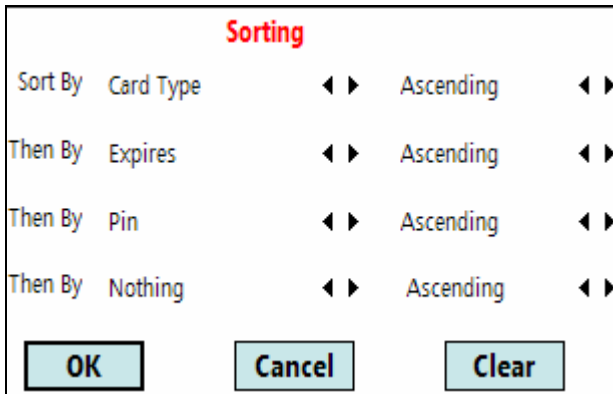 Sorting
Sort By Card Type Ascending
Then By Expires Ascending
Then By Pin Ascending
Then By Nothing Ascending
OK Cancel Clear